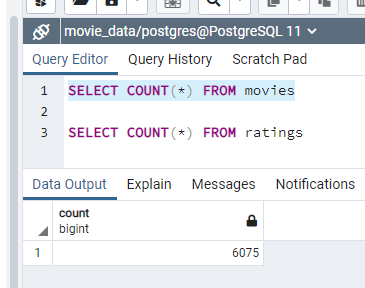 movie_data/postgres@PostgreSQL 11
Query Editor Query History Scratch Pad
1 SELECT COUNT(*) FROM movies
2
3 SELECT COUNT(*) FROM ratings
Data Output Explain Messages Notifications
count
bigint
1 6075